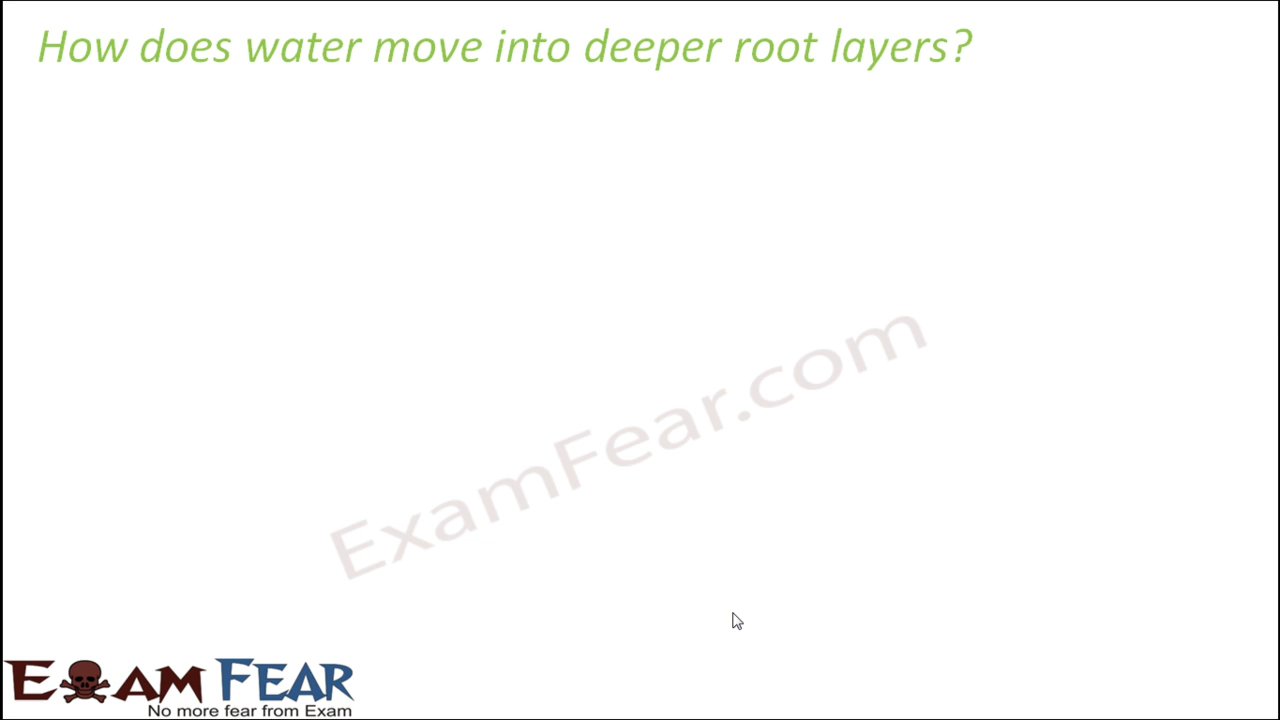 How does water move into deeper root layers?
ExamFear.com
EXAM FEAR
No more fear from Exam